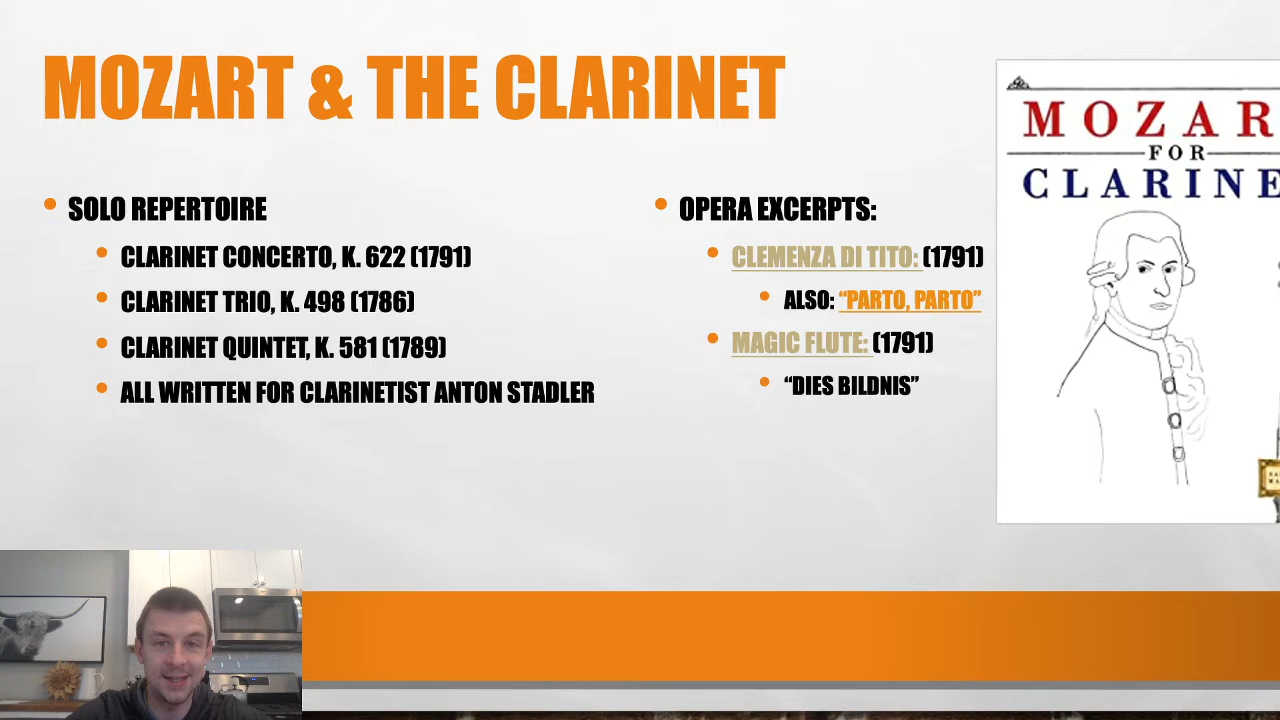 MOZART & THE CLARINET
SOLO REPERTOIRE
CLARINET CONCERTO, K. 622 (1791)
CLARINET TRIO, K. 498 (1786)
CLARINET QUINTET, K. 581 (1789)
ALL WRITTEN FOR CLARINETIST ANTON STADLER
OPERA EXCERPTS:
CLEMENZA DI TITO: (1791)
ALSO: “PARTO, PARTO”
MAGIC FLUTE: (1791)
“DIES BILDNIS”
MOZAR
FOR
CLARINE